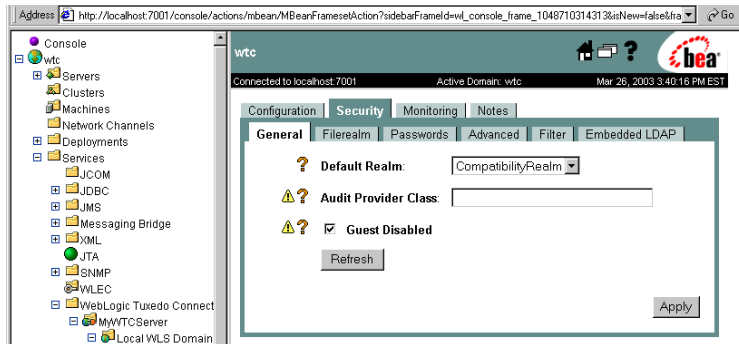 Address http://localhost:7001/console/actions/mbean/MBeanFramesetAction?sidebarFrameId=wl_console_frame_1048710314313&isNew=false&fra Go
Console
wtc
Servers
Clusters
Machines
Network Channels
Deployments
Services
JCOM
JDBC
JMS
Messaging Bridge
XML
JTA
SNMP
WLEC
WebLogic Tuxedo Connect
MyWTCServer
Local WLS Domain
wtc
?
bea
Connected to localhost:7001 Active Domain: wtc Mar 26, 2003 3:40:16 PM EST
Configuration Security Monitoring Notes
General Filerealm Passwords Advanced Filter Embedded LDAP
? Default Realm: CompatibilityRealm
? Audit Provider Class:
? Guest Disabled
Refresh
Apply